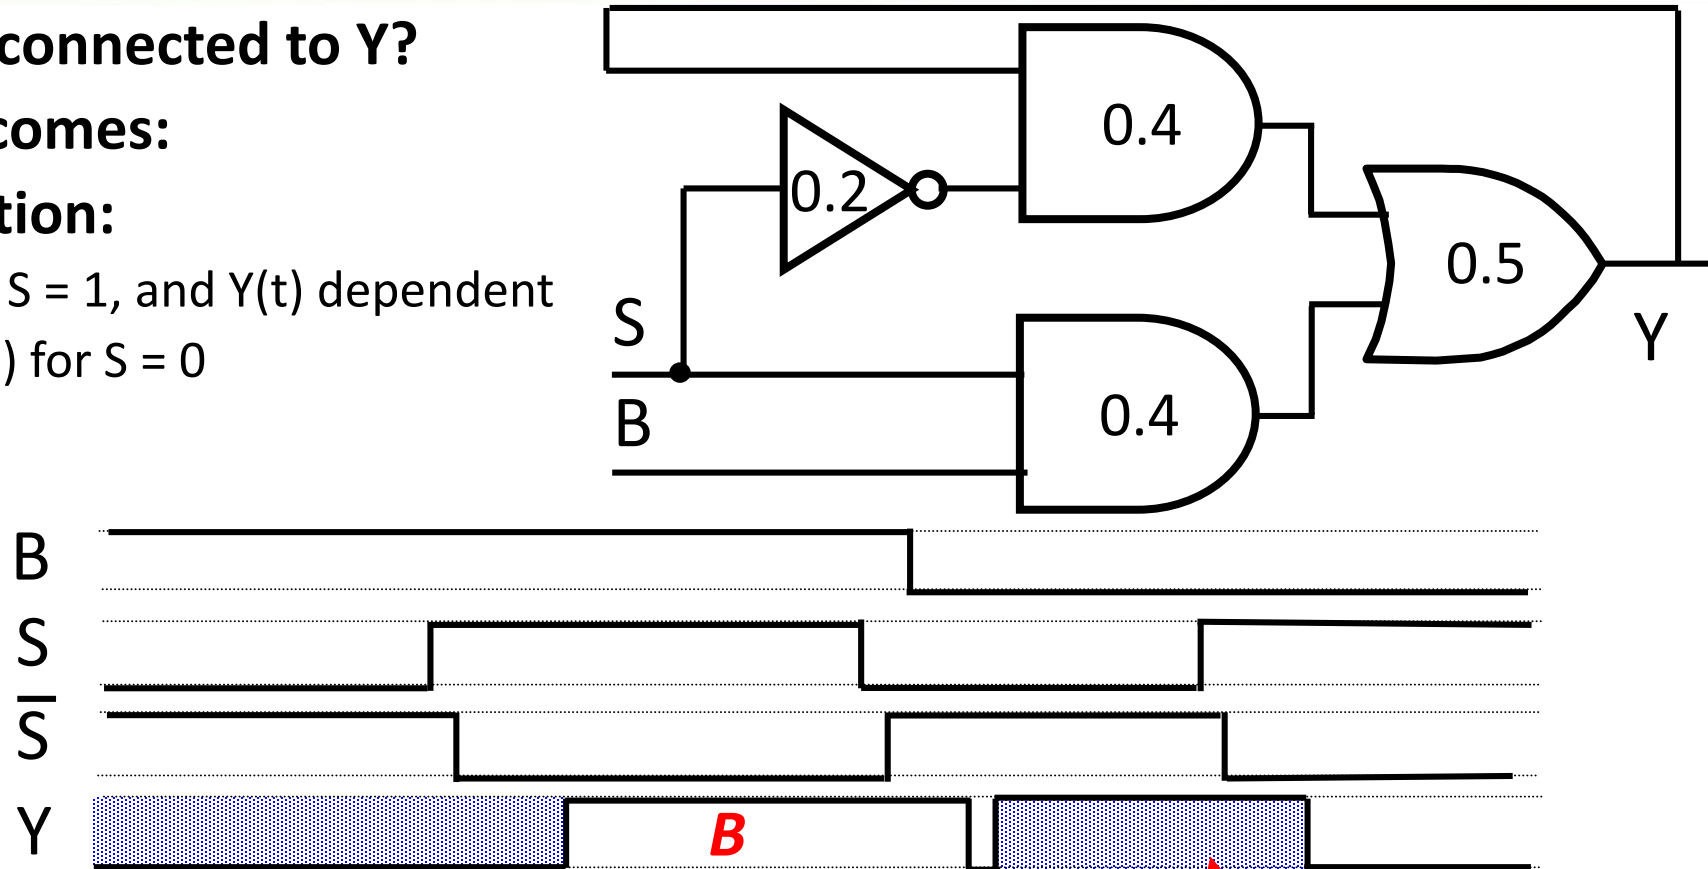 connected to Y?
comes:
tion:
S = 1, and Y(t) dependent
) for S = 0
0.4
0.2
0.5
S
Y
B
0.4
B
S
S̅
Y
B